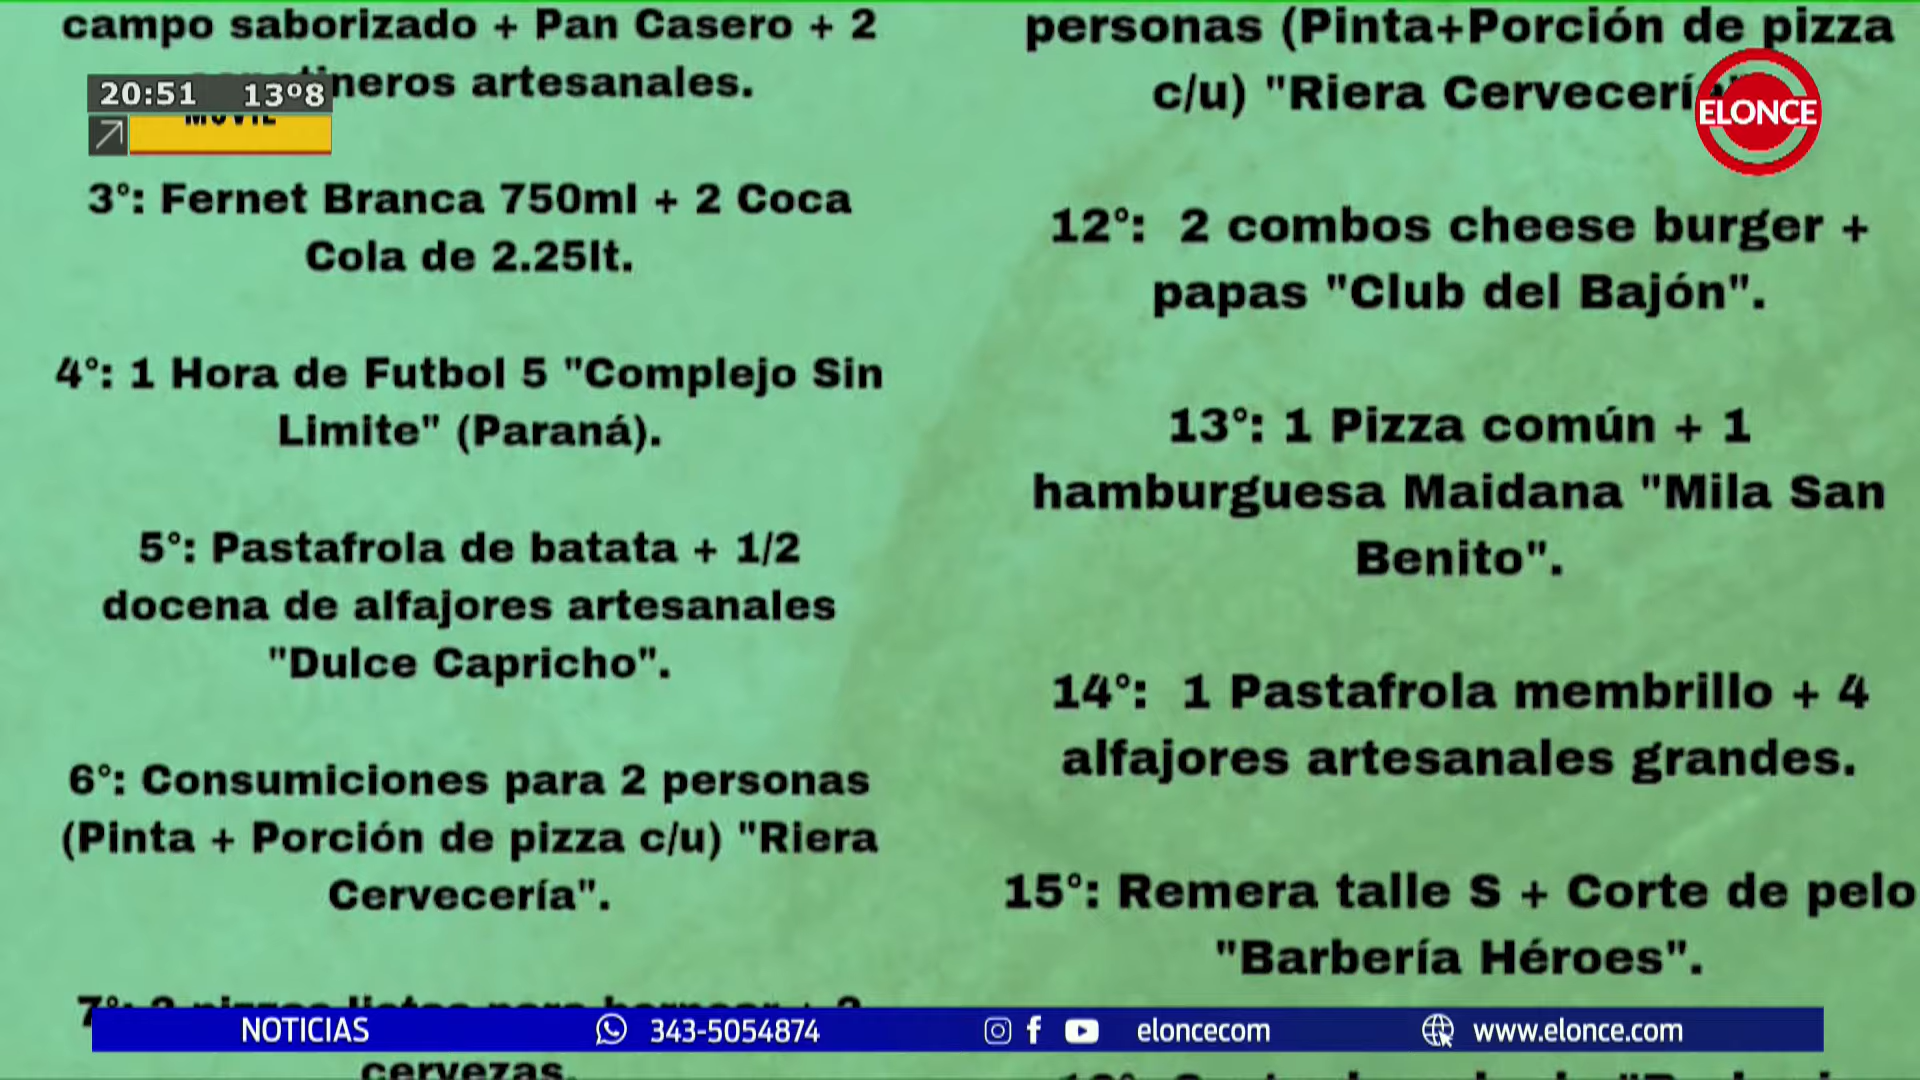 campo saborizado + Pan Casero + 2
artesanales.
3°: Fernet Branca 750ml + 2 Coca
Cola de 2.25lt.
4°: 1 Hora de Futbol 5 "Complejo Sin
Limite" (Paraná).
5°: Pastafrola de batata + 1/2
docena de alfajores artesanales
"Dulce Capricho".
6°: Consumiciones para 2 personas
(Pinta + Porción de pizza c/u) "Riera
Cervecería".
cervezas.
personas (Pinta+Porción de pizza
c/u) "Riera Cervecería
12°: 2 combos cheese burger +
papas "Club del Bajón".
13°: 1 Pizza común + 1
hamburguesa Maidana "Mila San
Benito".
14°: 1 Pastafrola membrillo + 4
alfajores artesanales grandes.
15°: Remera talle S + Corte de pelo
"Barbería Héroes".
20:51 13º8
MOVIL
ELONCE
NOTICIAS 343-5054874 eloncecom www.elonce.com